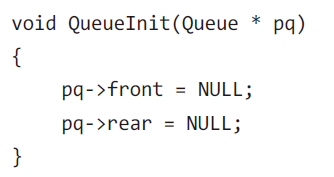 void QueueInit(Queue * pq)
{
    pq->front = NULL;
    pq->rear = NULL;
}